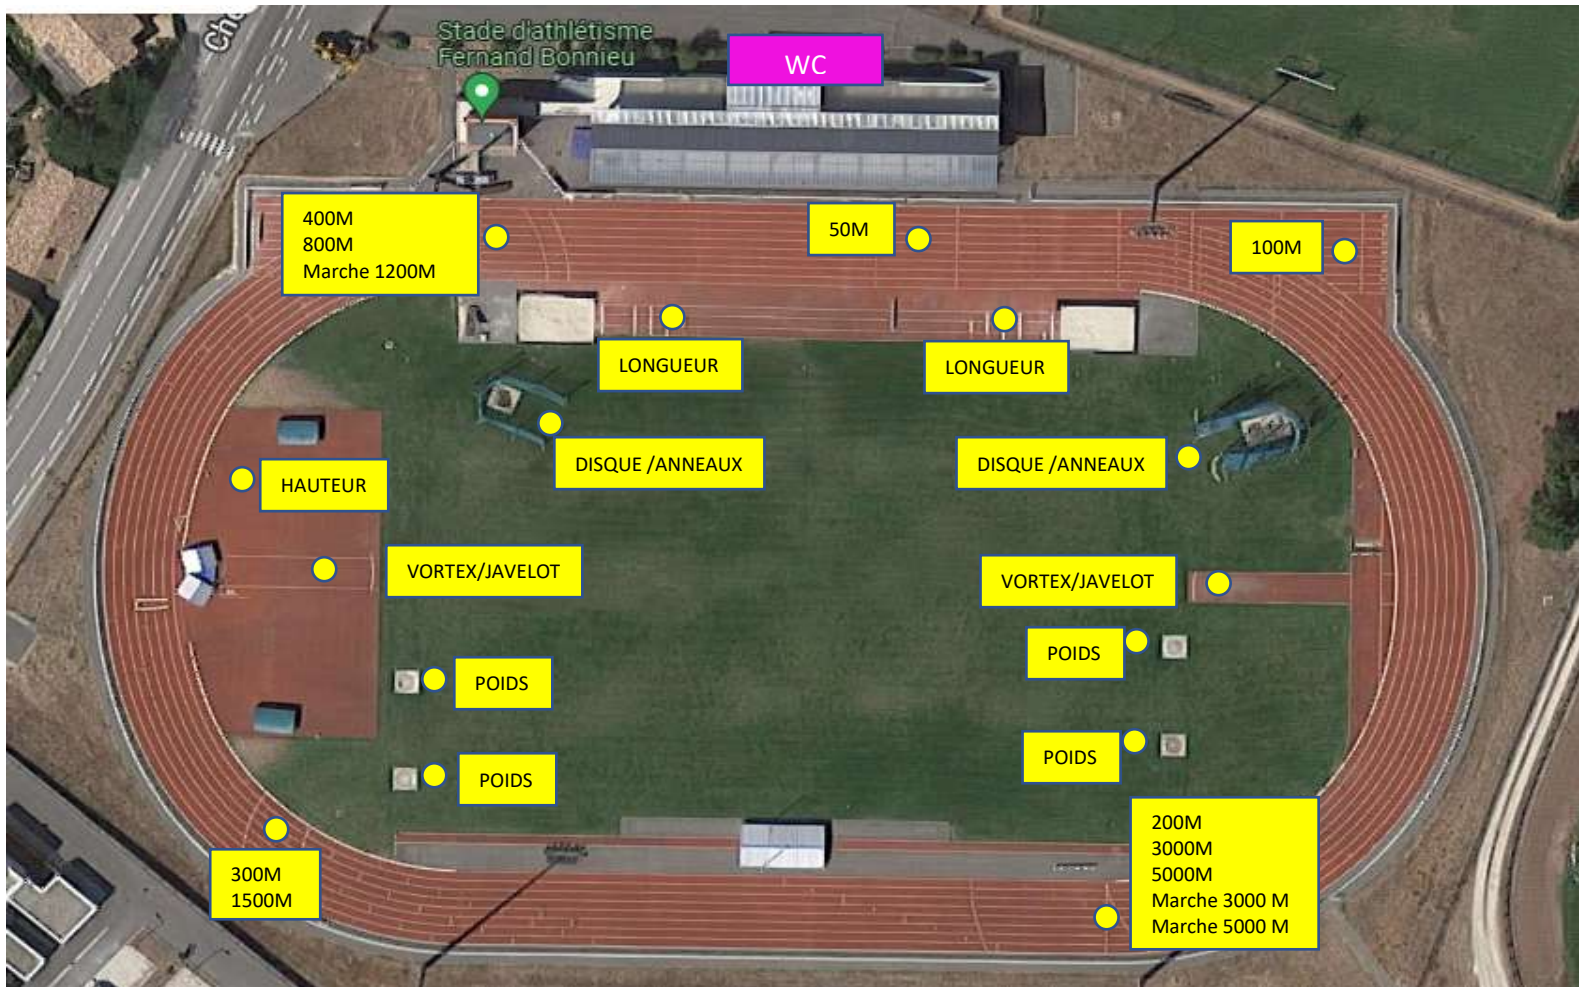 Ch
Stade d'athlétisme
Fernand Bonnieu
WC
400M
800M
Marche 1200M
50M
100M
LONGUEUR
LONGUEUR
DISQUE /ANNEAUX
DISQUE /ANNEAUX
HAUTEUR
VORTEX/JAVELOT
VORTEX/JAVELOT
POIDS
POIDS
POIDS
POIDS
300M
1500M
200M
3000M
5000M
Marche 3000 M
Marche 5000 M